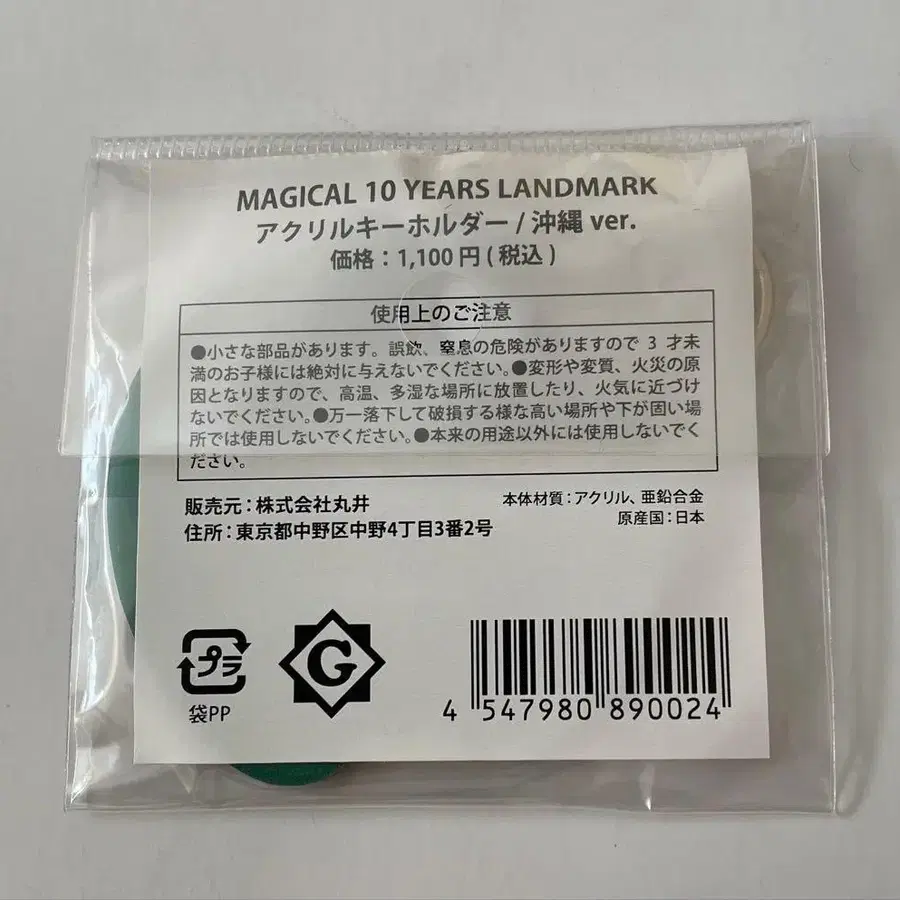 MAGICAL 10 YEARS LANDMARK
アクリルキーホルダー / 沖縄 ver.
価格：1,100 円 ( 税込 )
使用上のご注意
●小さな部品があります。誤飲、窒息の危険がありますので 3 才未
満のお子様には絶対に与えないでください。●変形や変質、火災の原
因となりますので、高温、多湿な場所に放置したり、火気に近づけ
ないでください。●万一落下して破損する様な高い場所や下が固い場
所では使用しないでください。●本来の用途以外には使用しないでく
ださい。
販売元：株式会社丸井
住所：東京都中野区中野4丁目3番2号
本体材質：アクリル、亜鉛合金
原産国：日本
プラ
袋PP
G
4 547980 890024